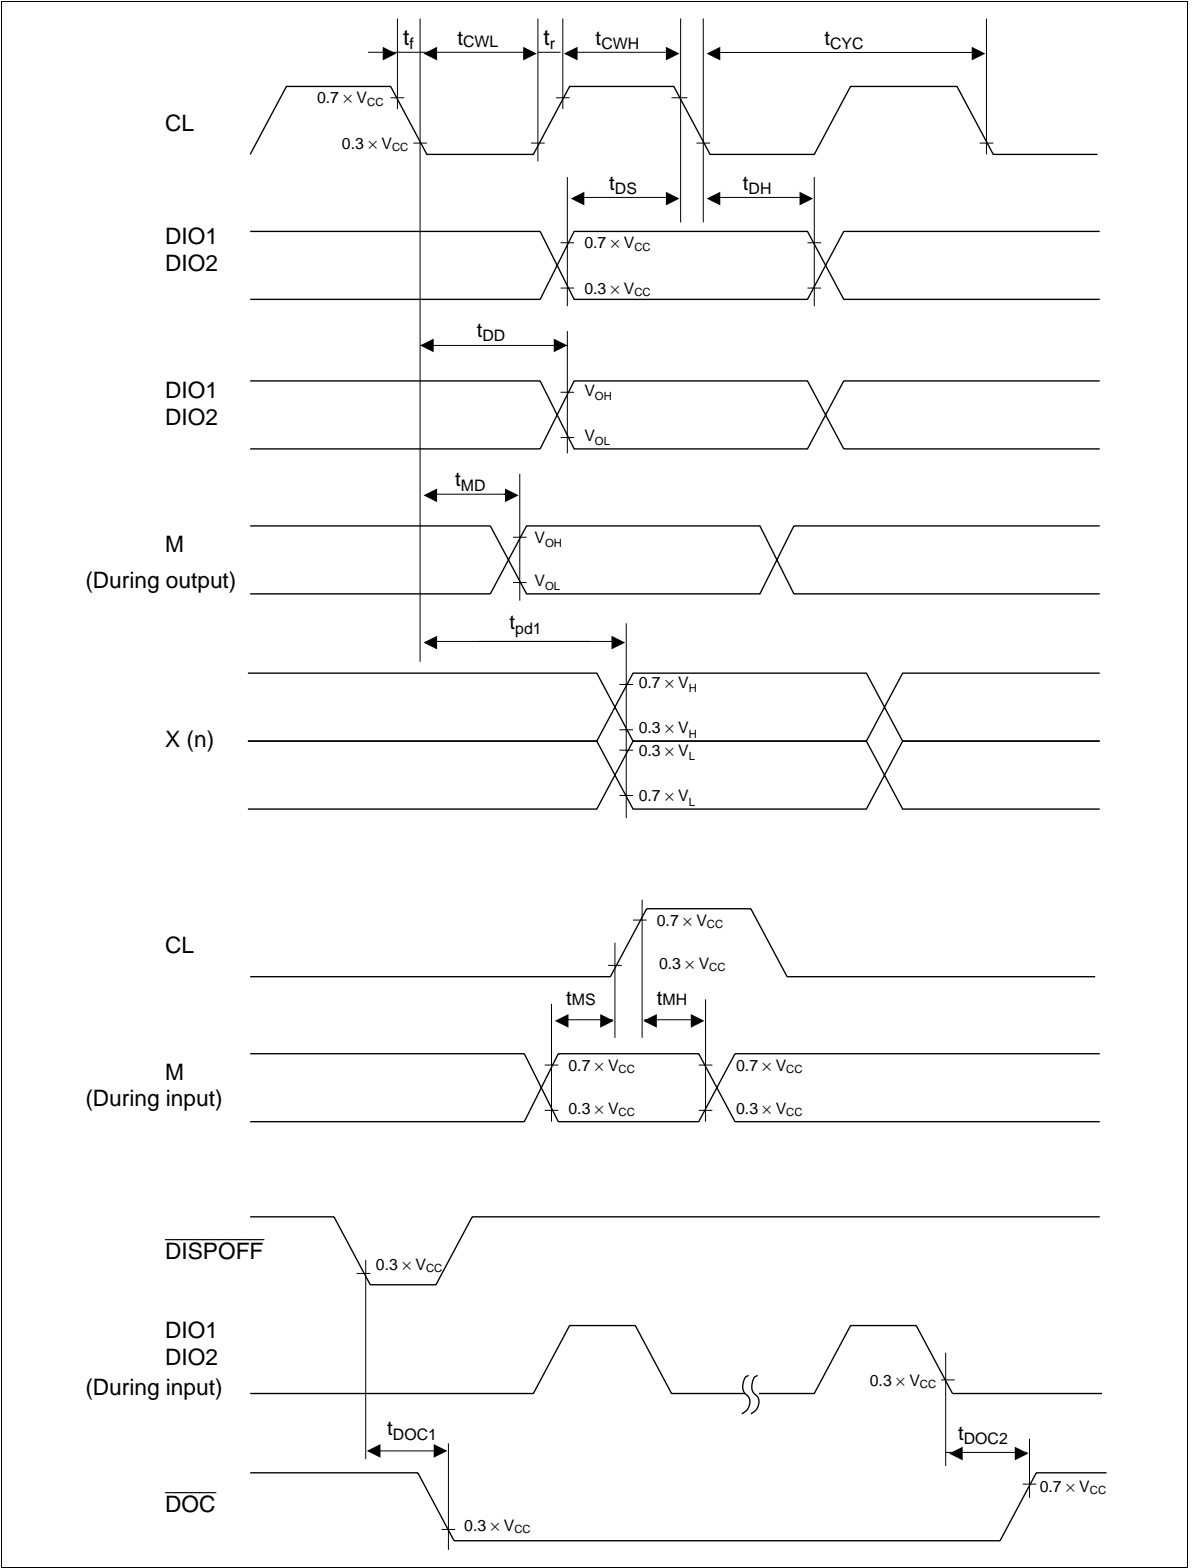 tf tCWL tr tCWH tCYC
0.7 × VCC
CL
0.3 × VCC
tDS tDH
DIO1
DIO2
0.7 × VCC
0.3 × VCC
tDD
DIO1
DIO2
VOH
VOL
tMD
M
(During output)
VOH
VOL
tpd1
X (n)
0.7 × VH
0.3 × VH
0.3 × VL
0.7 × VL
CL
0.7 × VCC
0.3 × VCC
tMS tMH
M
(During input)
0.7 × VCC 0.7 × VCC
0.3 × VCC 0.3 × VCC
DISPOFF
0.3 × VCC
DIO1
DIO2
(During input)
0.3 × VCC
tDOC1 tDOC2
DOC
0.7 × VCC
0.3 × VCC